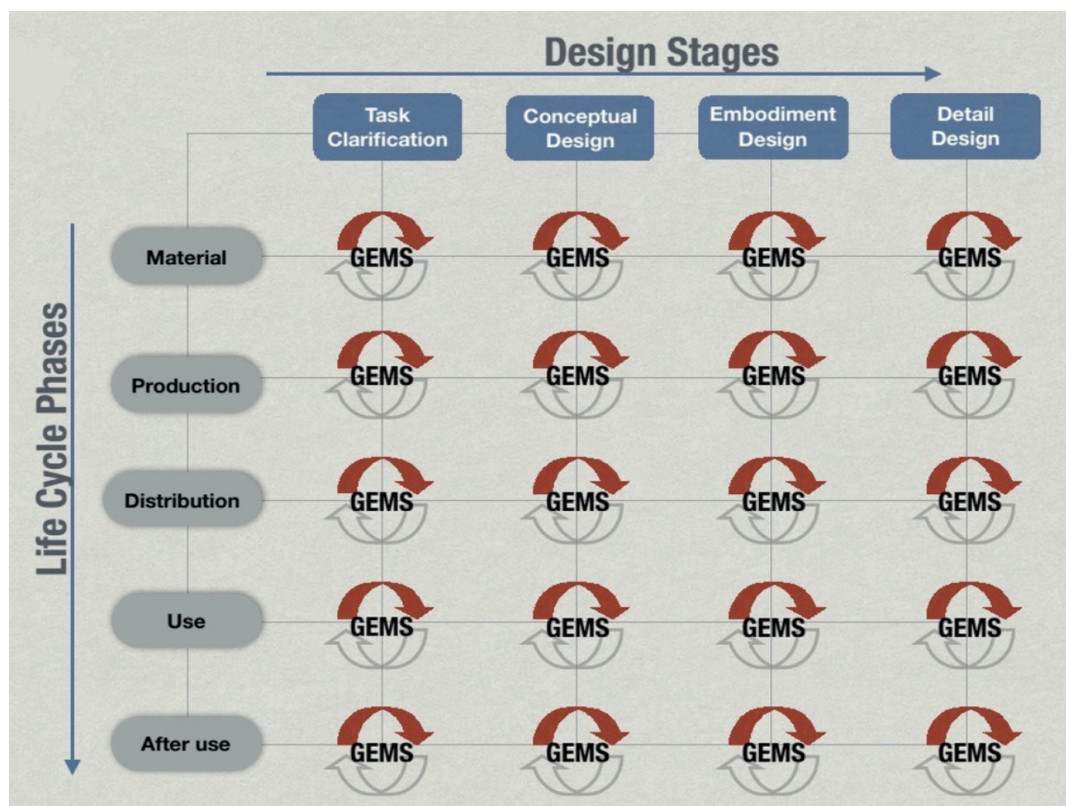 Design Stages
Task
Clarification
Conceptual
Design
Embodiment
Design
Detail
Design
Life Cycle Phases
Material
GEMS GEMS GEMS GEMS
Production
GEMS GEMS GEMS GEMS
Distribution
GEMS GEMS GEMS GEMS
Use
GEMS GEMS GEMS GEMS
After use
GEMS GEMS GEMS GEMS